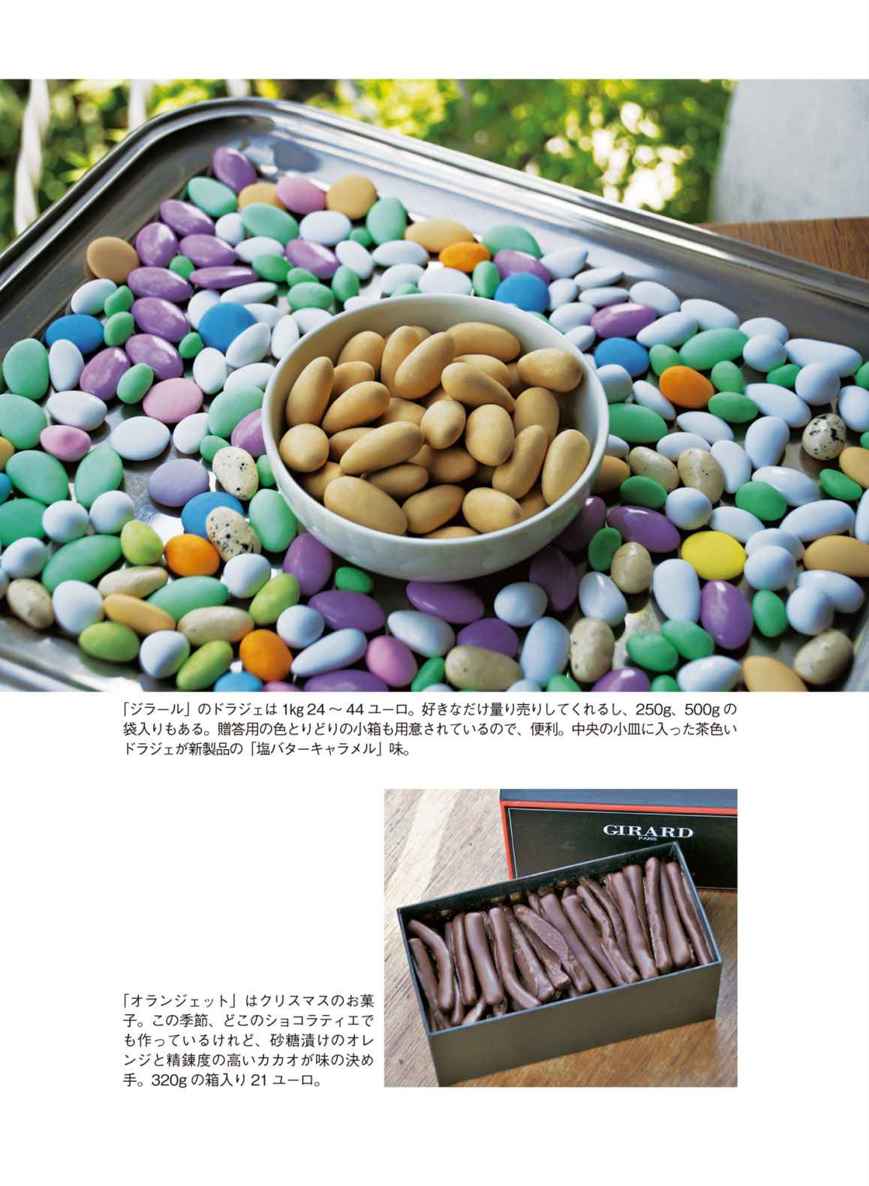 「ジラール」のドラジェは 1kg 24 〜 44 ユーロ。好きなだけ量り売りしてくれるし、250g、500g の
袋入りもある。贈答用の色とりどりの小箱も用意されているので、便利。中央の小皿に入った茶色い
ドラジェが新製品の「塩バターキャラメル」味。
GIRARD
PARIS
「オランジェット」はクリスマスのお菓
子。この季節、どこのショコラティエで
も作っているけれど、砂糖漬けのオレ
ンジと精錬度の高いカカオが味の決め
手。320g の箱入り 21 ユーロ。